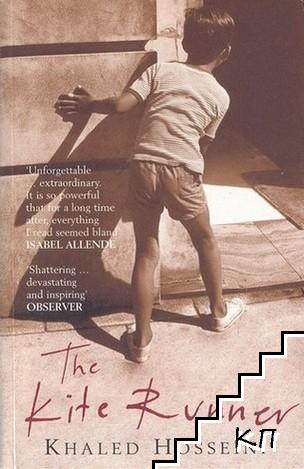 'Unforgettable
... extraordinary.
It is so powerful
that for a long time
after, everything
I read seemed bland'
ISABEL ALLENDE
'Shattering ...
devastating
and inspiring'
OBSERVER
The
Kite Runner
KHALED HOSSEINI
КЛ